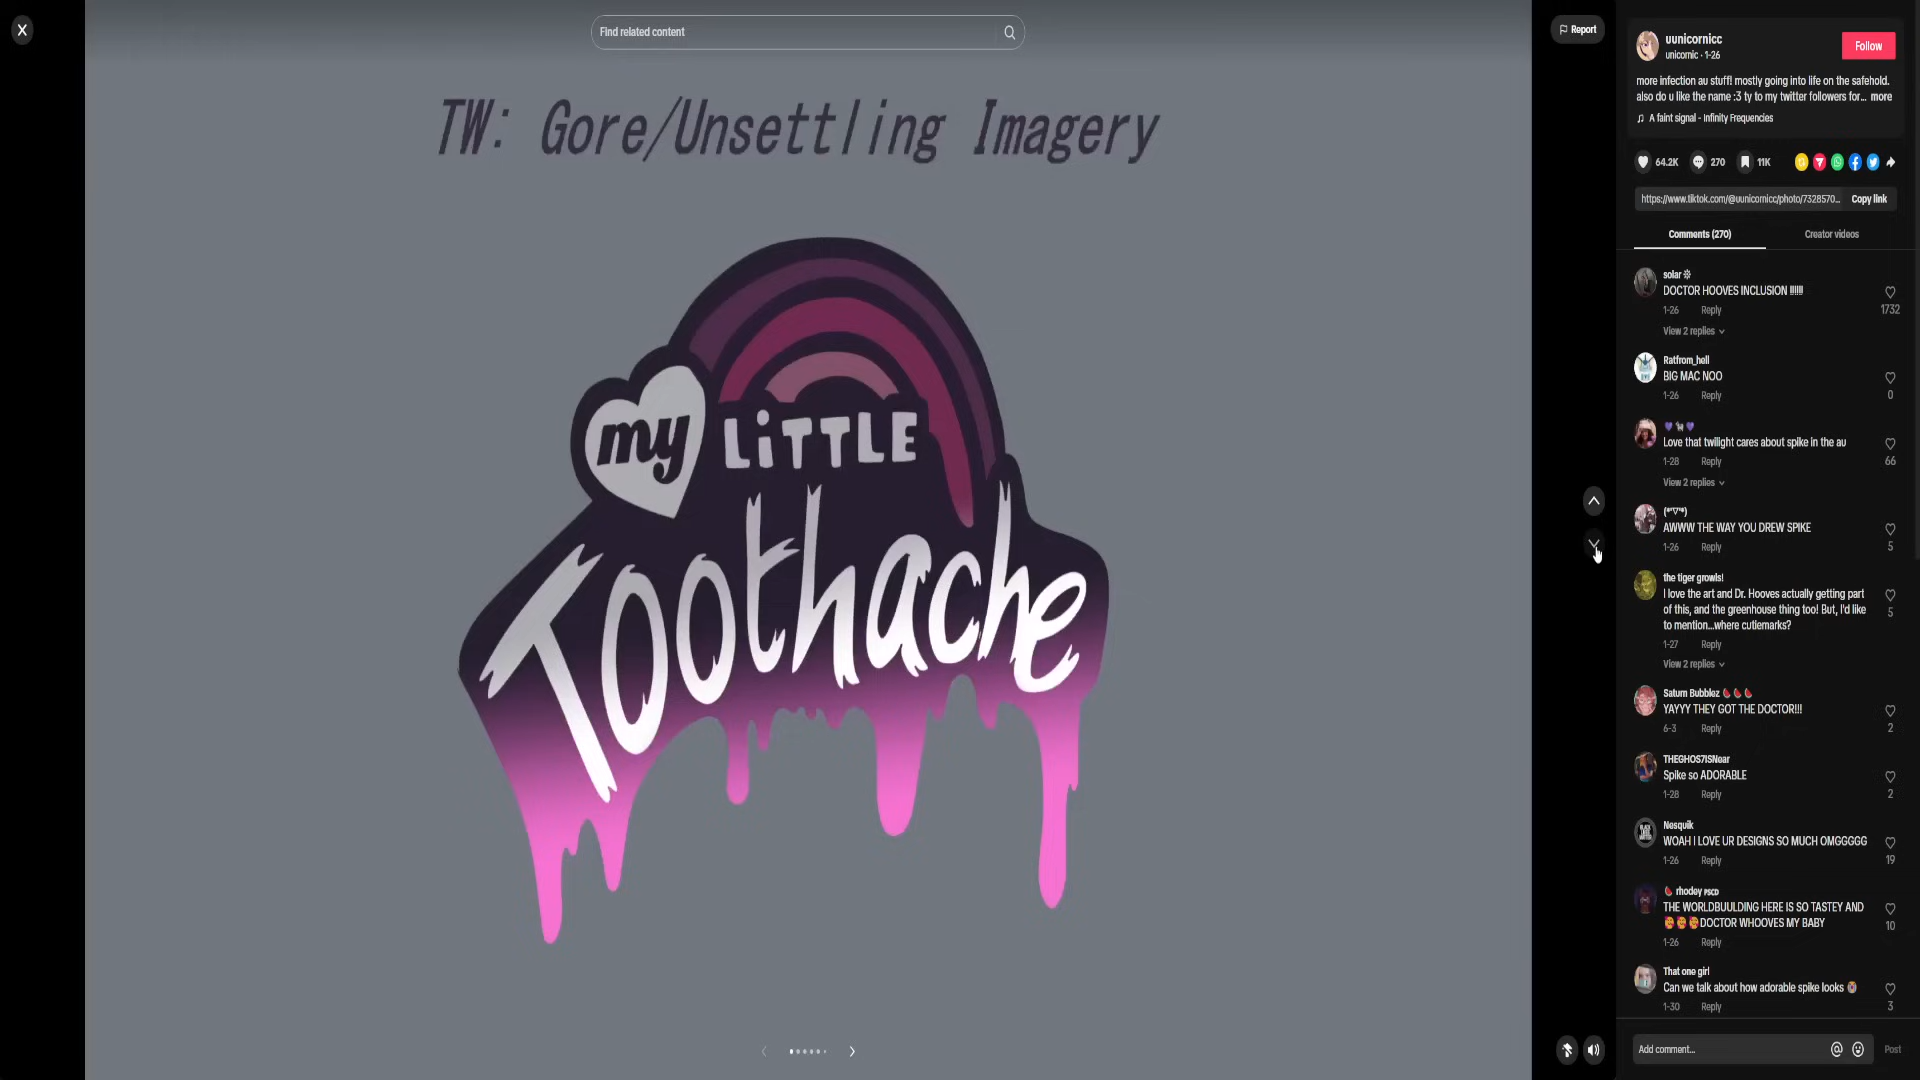 Find related content
Report
TW: Gore/Unsettling Imagery
my LiTTLE
Toothache
uunicornicc
unicornic · 1-26
Follow
more infection au stuff! mostly going into life on the safehold.
also do u like the name :3 ty to my twitter followers for... more
A faint signal - Infinity Frequencies
64.2K
270
11K
https://www.tiktok.com/@uunicornicc/photo/7328570...
Copy link
Comments (270)
Creator videos
solar
DOCTOR HOOVES INCLUSION !!!!!!!
1-26 Reply
1732
View 2 replies
Ratfrom_hell
BIG MAC NOO
1-26 Reply
0
💜🐈‍⬛💜
Love that twilight cares about spike in the au
1-28 Reply
66
View 2 replies
(*°▽°*)
AWWW THE WAY YOU DREW SPIKE
1-26 Reply
5
the tiger growls!
I love the art and Dr. Hooves actually getting part
of this, and the greenhouse thing too! But, I'd like
to mention...where cutiemarks?
5
1-27 Reply
View 2 replies
Saturn Bubblez 🍉🍉🍉
YAYYY THEY GOT THE DOCTOR!!!
6-3 Reply
2
THEGHOS7ISNear
Spike so ADORABLE
1-28 Reply
2
Nesquik
WOAH I LOVE UR DESIGNS SO MUCH OMGGGGG
1-26 Reply
19
🍉 rhodey PSCD
THE WORLDBUULDING HERE IS SO TASTEY AND
🥰🥰🥰DOCTOR WHOOVES MY BABY
10
1-26 Reply
That one girl
Can we talk about how adorable spike looks 😭
1-30 Reply
3
Add comment...
Post